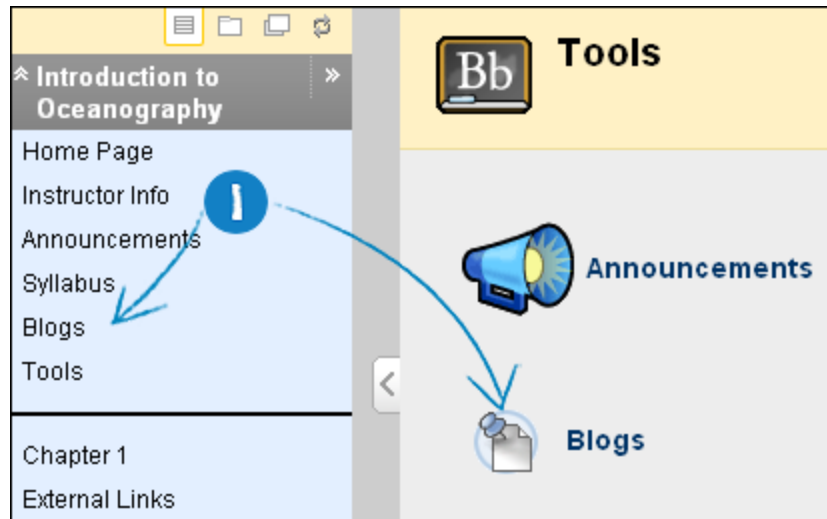 Introduction to
Oceanography
Home Page
Instructor Info
Announcements
Syllabus
Blogs
Tools
Chapter 1
External Links
1
Bb
Tools
Announcements
Blogs